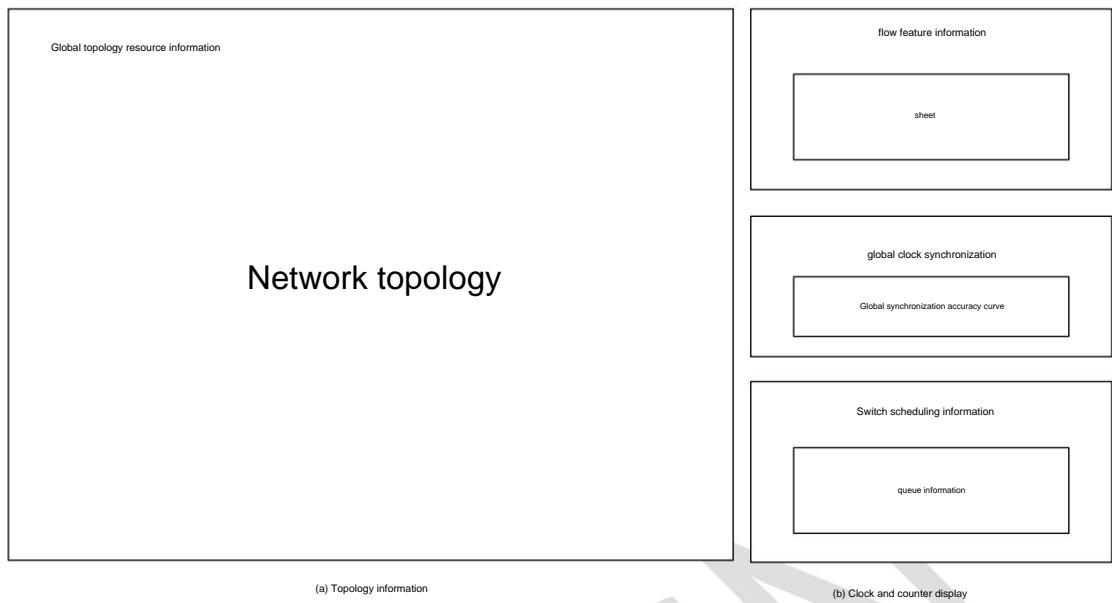 Global topology resource information
Network topology
(a) Topology information
flow feature information
sheet
global clock synchronization
Global synchronization accuracy curve
Switch scheduling information
queue information
(b) Clock and counter display